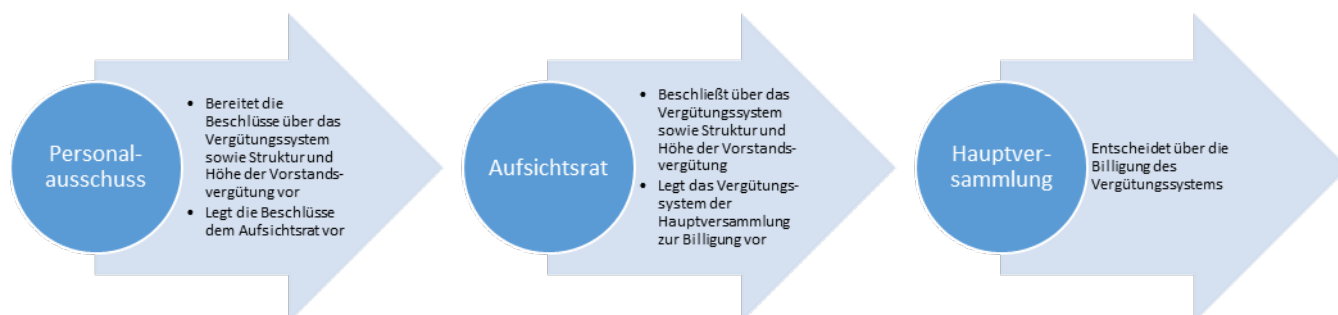 Personal-
ausschuss
• Bereitet die
Beschlüsse über das
Vergütungssystem
sowie Struktur und
Höhe der Vorstands-
vergütung vor
• Legt die Beschlüsse
dem Aufsichtsrat vor
Aufsichtsrat
• Beschließt über das
Vergütungssystem
sowie Struktur und
Höhe der Vorstands-
vergütung
• Legt das Vergütungs-
system der
Hauptversammlung
zur Billigung vor
Hauptver-
sammlung
Entscheidet über die
Billigung des
Vergütungssystems